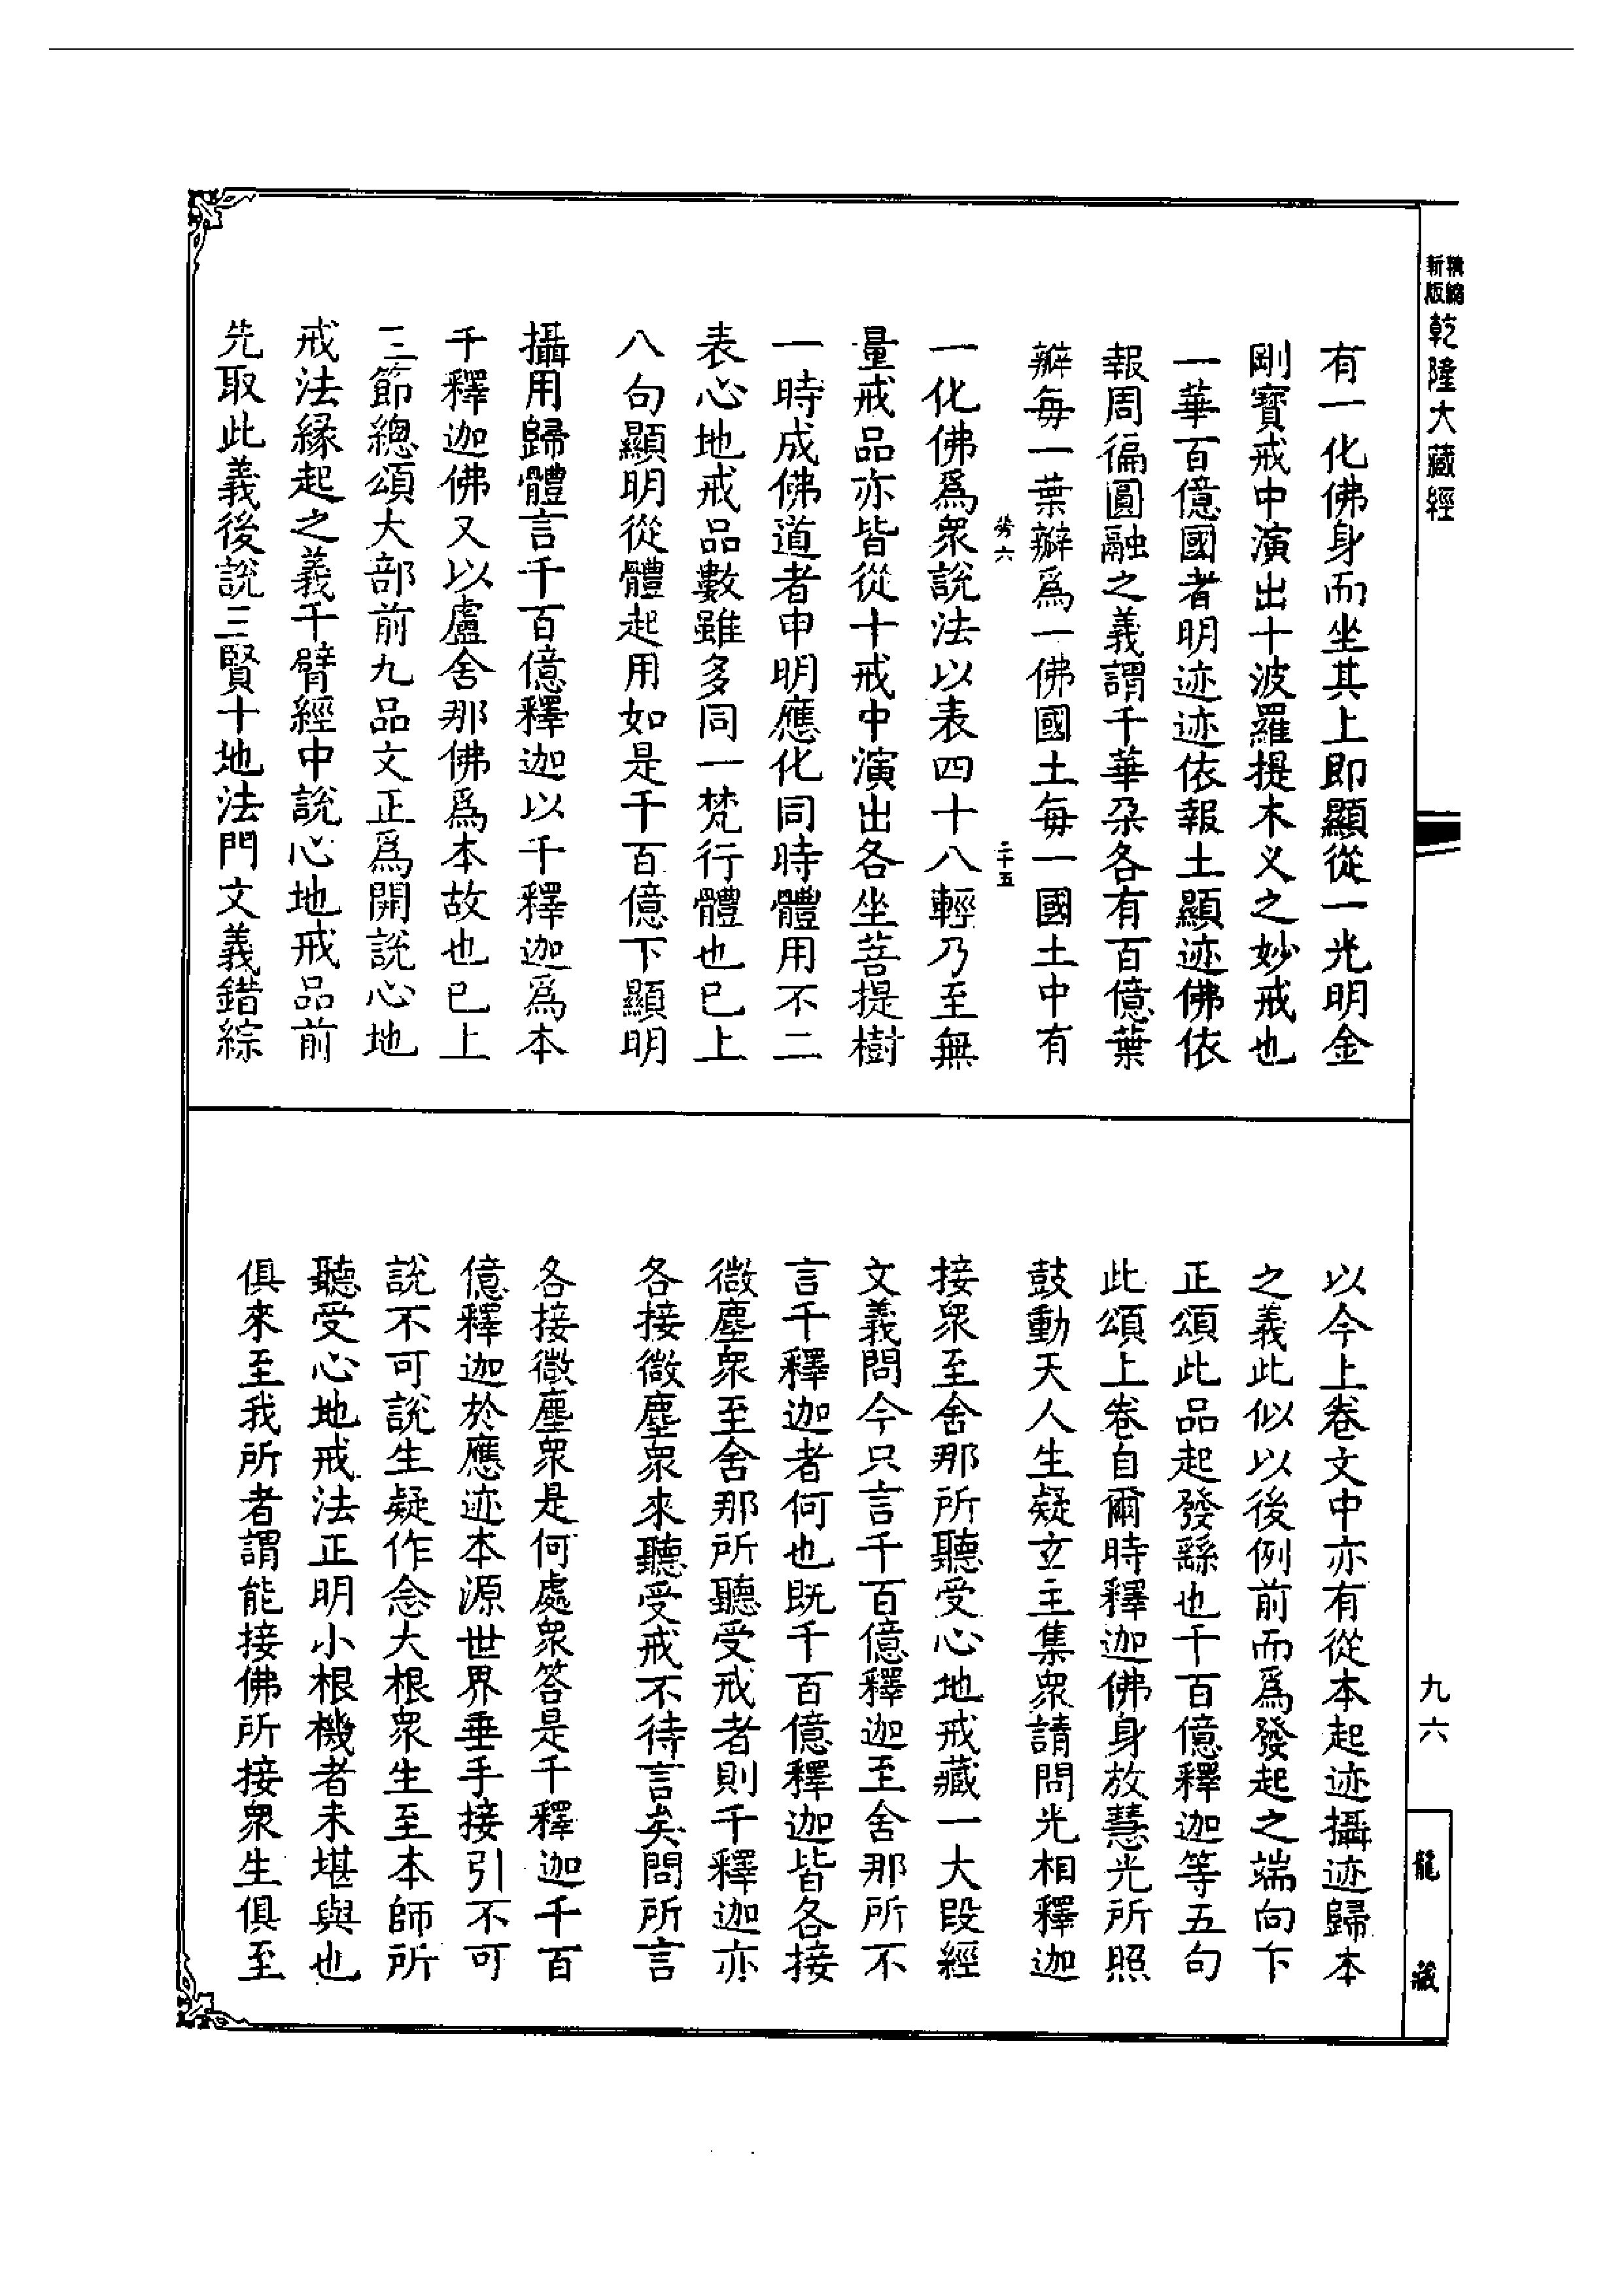 精縮新版乾隆大藏經
有一化佛身而坐其上即顯從一光明金
剛寶戒中演出十波羅提木义之妙戒也
一華百億國者明迹迹依報土顯迹佛依
報周徧圓融之義謂千華朵各有百億葉
瓣每一葉瓣爲一佛國土每一國土中有
勞六
二十五
一化佛爲衆說法以表四十八輕乃至無
量戒品亦皆從十戒中演出各坐菩提樹
一時成佛道者申明應化同時體用不二
表心地戒品數雖多同一梵行體也已上
八句顯明從體起用如是千百億下顯明
攝用歸體言千百億釋迦以千釋迦爲本
千釋迦佛又以盧舍那佛爲本故也已上
三節總頌大部前九品文正爲開說心地
戒法緣起之義千臂經中說心地戒品前
先取此義後說三賢十地法門文義錯綜
以今上卷文中亦有從本起迹攝迹歸本
之義此似以後例前而爲發起之端向下
正頌此品起發繇也千百億釋迦等五句
此頌上卷自爾時釋迦佛身放慧光所照
鼓動天人生疑立主集衆請問光相釋迦
接衆至舍那所聽受心地戒藏一大段經
文義問今只言千百億釋迦至舍那所不
言千釋迦者何也既千百億釋迦皆各接
微塵衆至舍那所聽受戒者則千釋迦亦
各接微塵衆來聽受戒不待言矣問所言
各接微塵衆是何處衆答是千釋迦千百
億釋迦於應迹本源世界垂手接引不可
說不可說生疑作念大根衆生至本師所
聽受心地戒法正明小根機者未堪與也
俱來至我所者謂能接佛所接衆生俱至
九六
龍藏